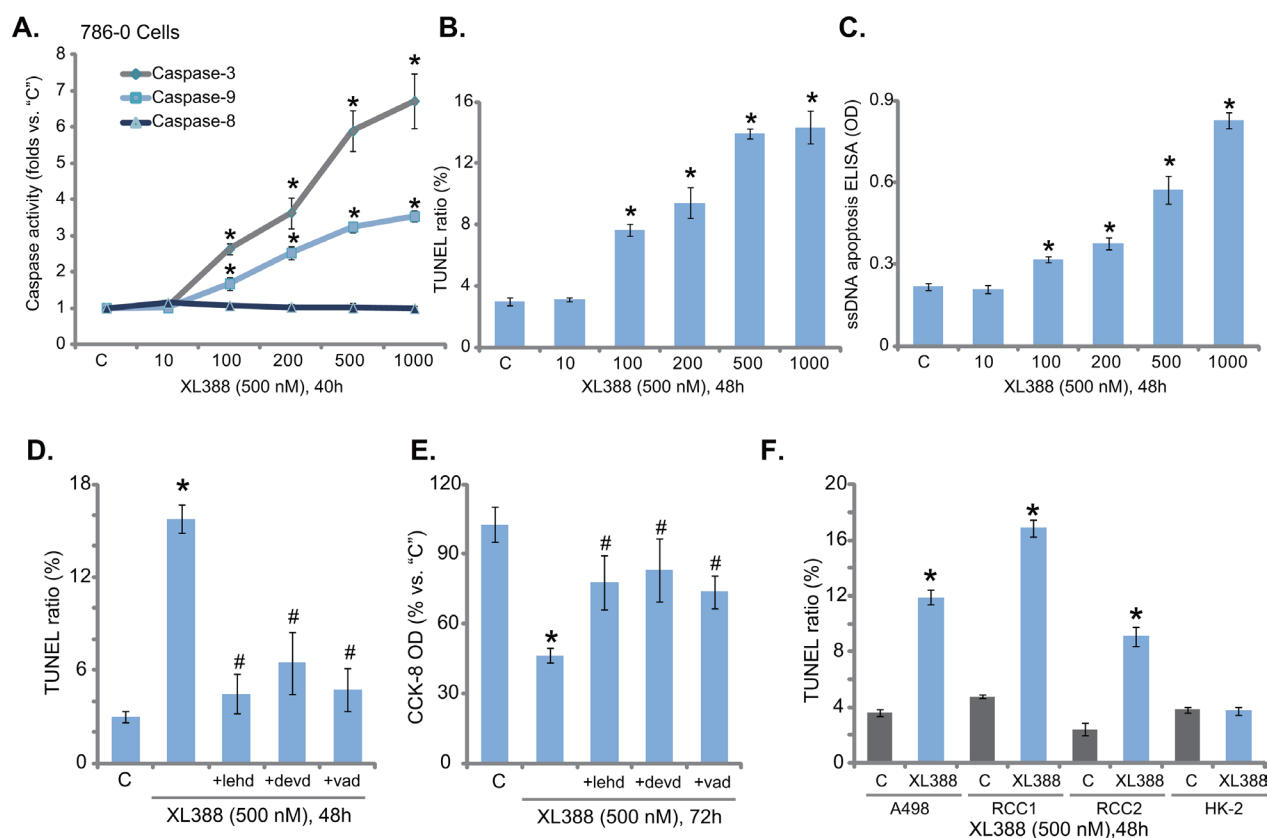 A.
786-0 Cells
8
7
6
5
4
3
2
1
0
Caspase activity (folds vs. “C”)
Caspase-3
Caspase-9
Caspase-8
* * * *
* * * *
C 10 100 200 500 1000
XL388 (500 nM), 40h
B.
16
12
8
4
0
TUNEL ratio (%)
* * * *
C 10 100 200 500 1000
XL388 (500 nM), 48h
C.
0.9
0.6
0.3
0
ssDNA apoptosis ELISA (OD)
* * * *
C 10 100 200 500 1000
XL388 (500 nM), 48h
D.
18
12
6
0
TUNEL ratio (%)
* # # #
C +lehd +devd +vad
XL388 (500 nM), 48h
E.
120
90
60
30
0
CCK-8 OD (% vs. “C”)
* # # #
C +lehd +devd +vad
XL388 (500 nM), 72h
F.
20
16
12
8
4
0
TUNEL ratio (%)
* * *
C XL388 C XL388 C XL388 C XL388
A498 RCC1 RCC2 HK-2
XL388 (500 nM),48h